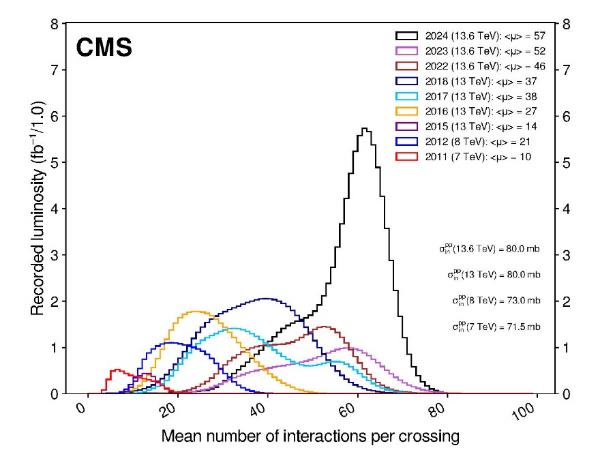 CMS
2024 (13.6 TeV): <μ> = 57
2023 (13.6 TeV): <μ> = 52
2022 (13.6 TeV): <μ> = 46
2018 (13 TeV): <μ> = 37
2017 (13 TeV): <μ> = 38
2016 (13 TeV): <μ> = 27
2015 (13 TeV): <μ> = 14
2012 (8 TeV): <μ> = 21
2011 (7 TeV): <μ> = 10
σ_in^pp(13.6 TeV) = 80.0 mb
σ_in^pp(13 TeV) = 80.0 mb
σ_in^pp(8 TeV) = 73.0 mb
σ_in^pp(7 TeV) = 71.5 mb
Recorded luminosity (fb⁻¹/1.0)
8 8
7 7
6 6
5 5
4 4
3 3
2 2
1 1
0 0
0 20 40 60 80 100
Mean number of interactions per crossing